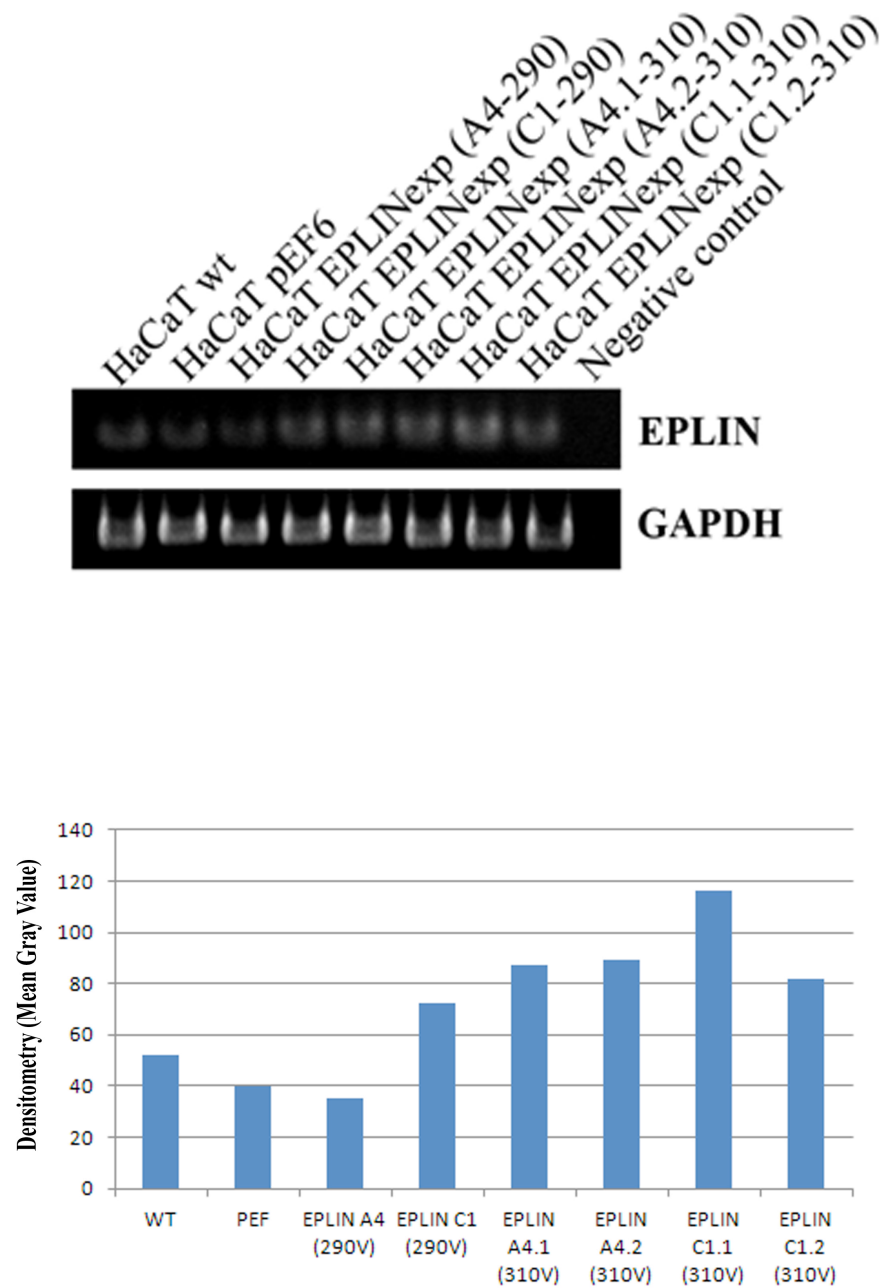 HaCaT wt
HaCaT pEF6
HaCaT EPLINexp (A4-290)
HaCaT EPLINexp (C1-290)
HaCaT EPLINexp (A4.1-310)
HaCaT EPLINexp (A4.2-310)
HaCaT EPLINexp (C1.1-310)
HaCaT EPLINexp (C1.2-310)
Negative control
EPLIN
GAPDH
Densitometry (Mean Gray Value)
140
120
100
80
60
40
20
0
WT
PEF
EPLIN A4
(290V)
EPLIN C1
(290V)
EPLIN
A4.1
(310V)
EPLIN
A4.2
(310V)
EPLIN
C1.1
(310V)
EPLIN
C1.2
(310V)